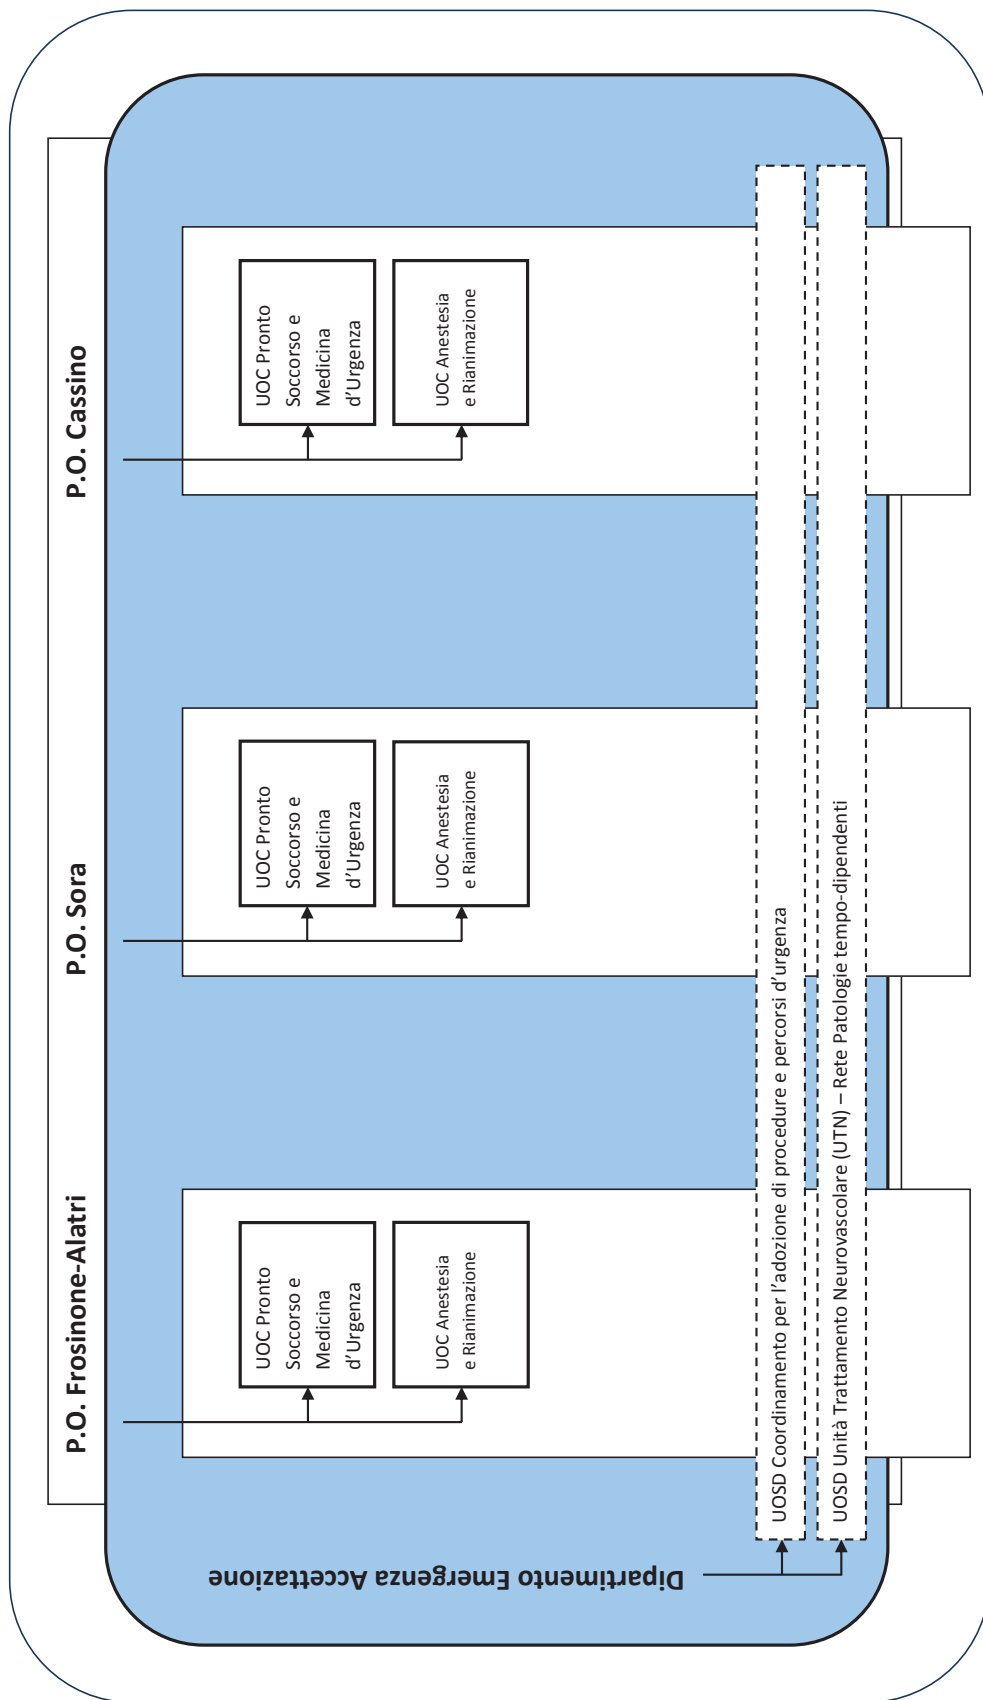 P.O. Frosinone-Alatri
P.O. Sora
P.O. Cassino
Dipartimento Emergenza Accettazione
UOC Pronto
Soccorso e
Medicina
d'Urgenza
UOC Anestesia
e Rianimazione
UOC Pronto
Soccorso e
Medicina
d'Urgenza
UOC Anestesia
e Rianimazione
UOC Pronto
Soccorso e
Medicina
d'Urgenza
UOC Anestesia
e Rianimazione
UOSD Coordinamento per l'adozione di procedure e percorsi d'urgenza
UOSD Unità Trattamento Neurovascolare (UTN) – Rete Patologie tempo-dipendenti